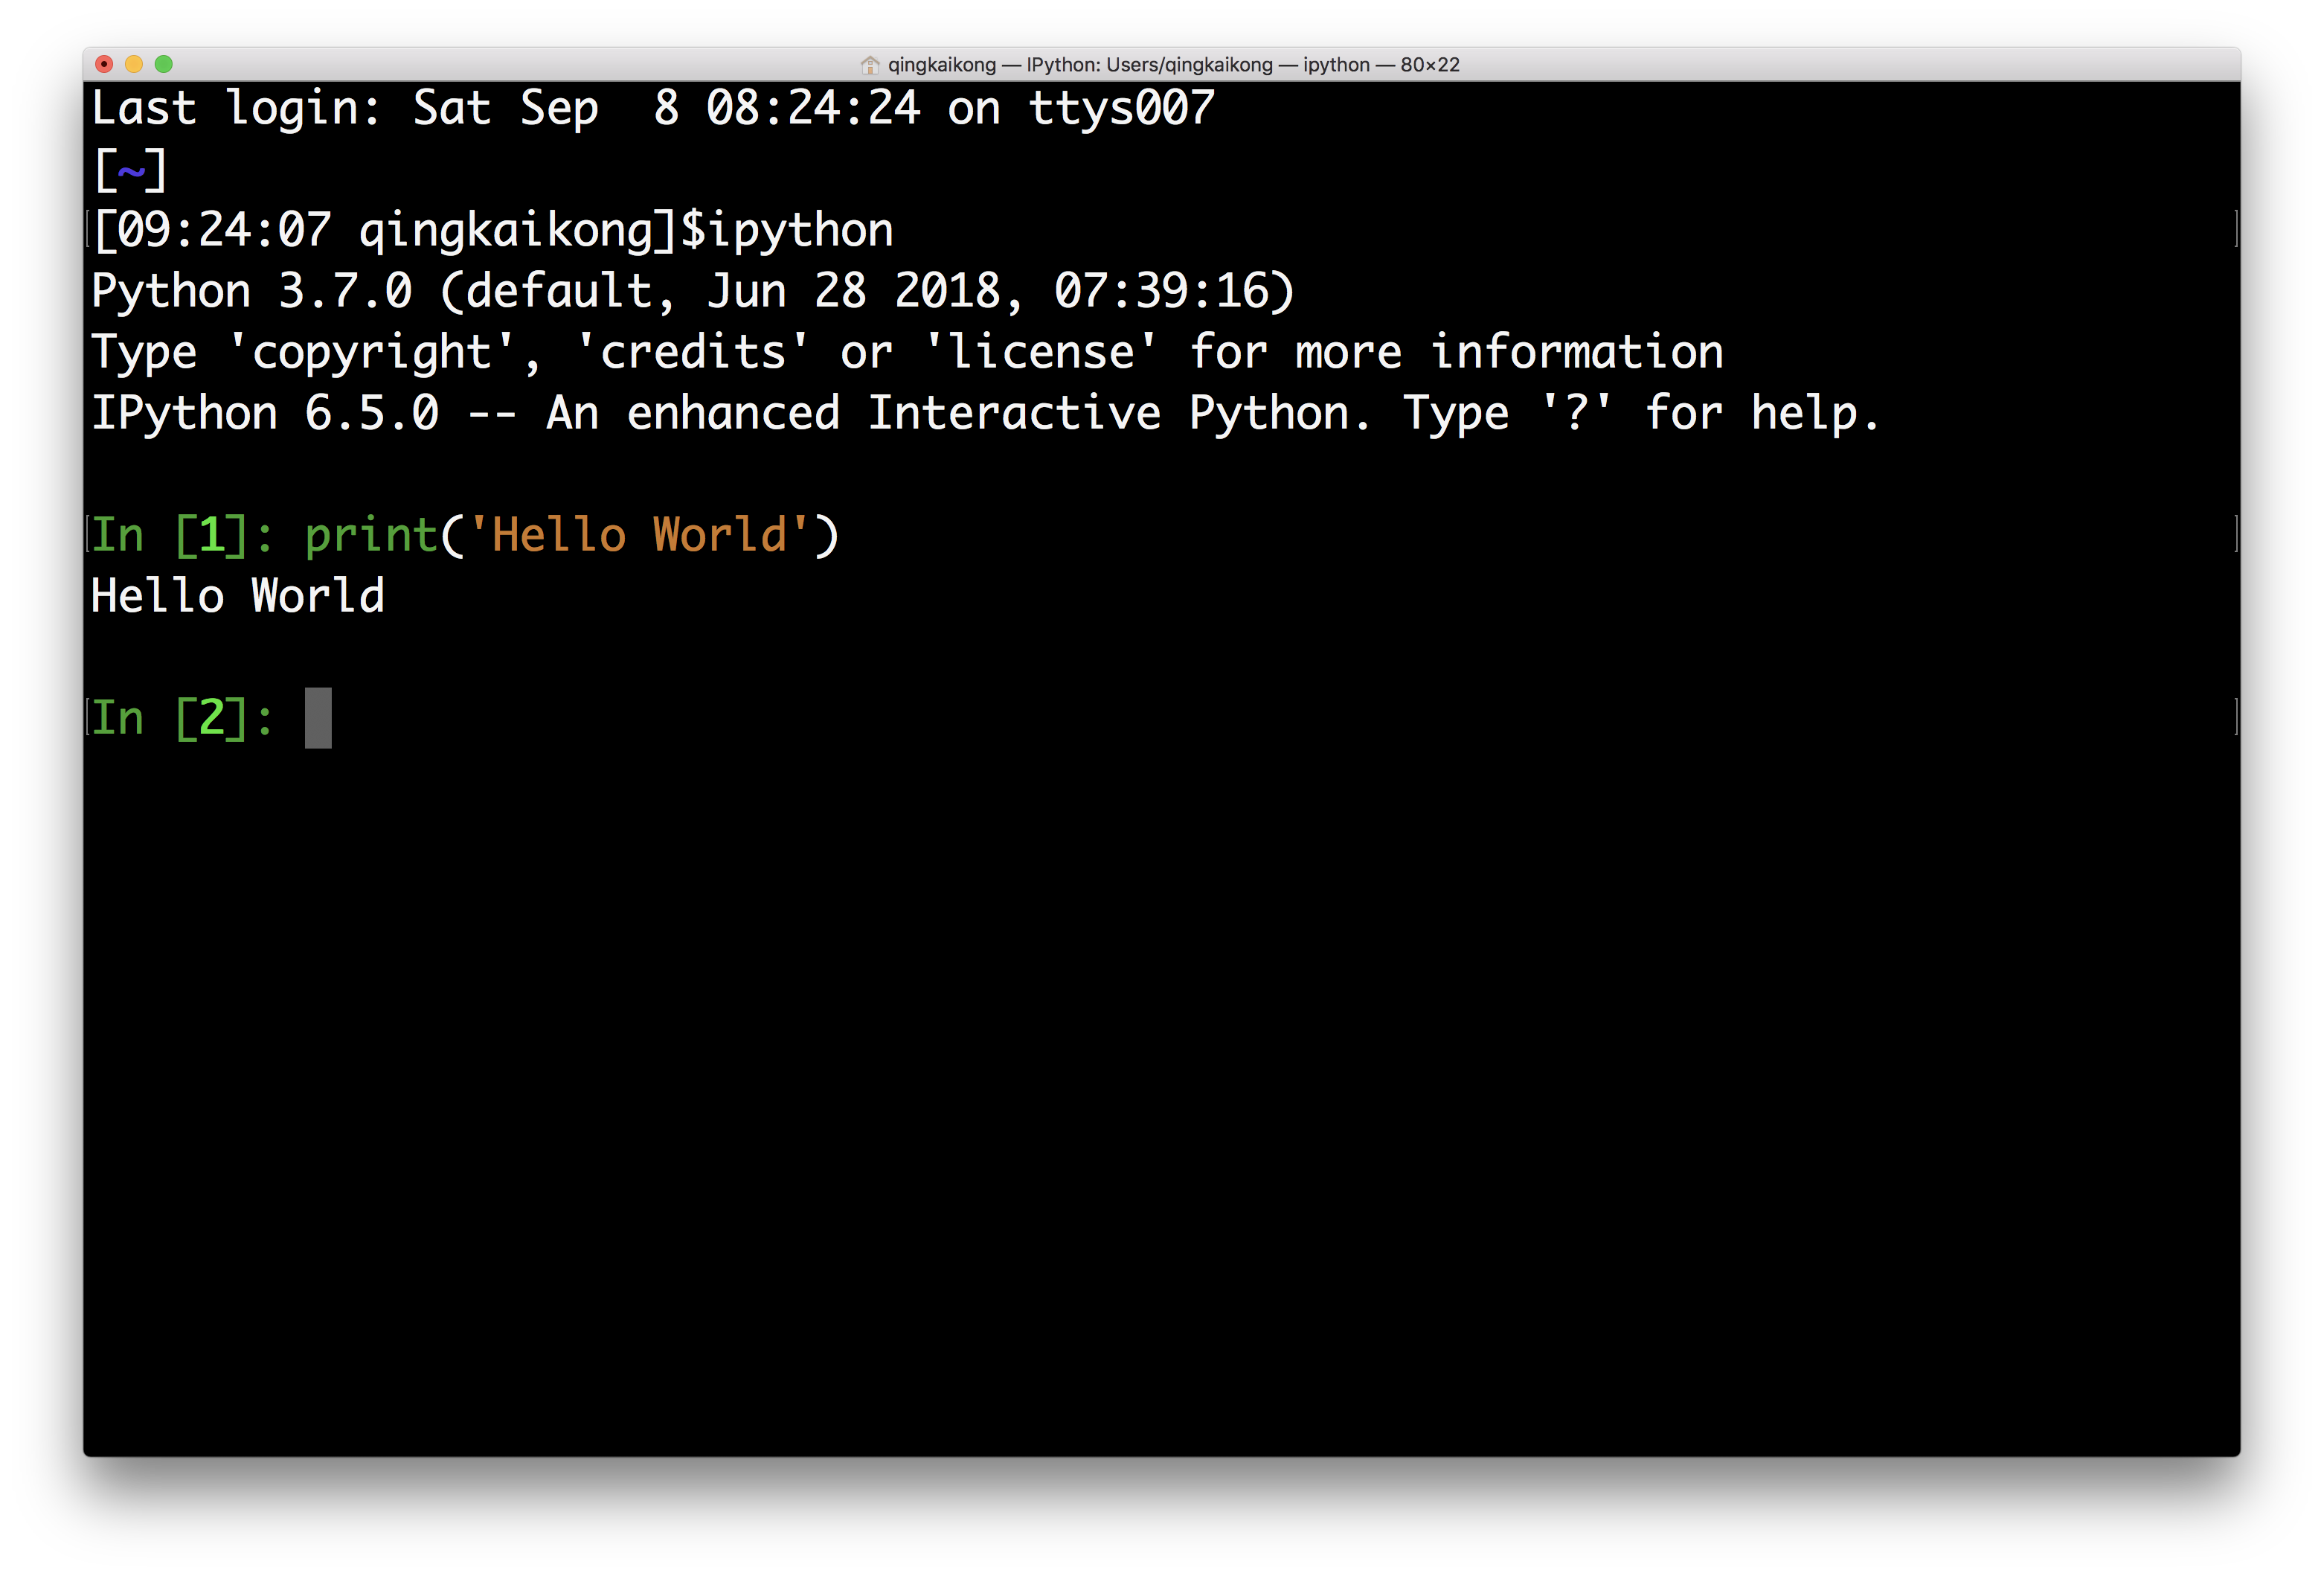 qingkaikong — IPython: Users/qingkaikong — ipython — 80×22
Last login: Sat Sep  8 08:24:24 on ttys007
[~]
[09:24:07 qingkaikong]$ipython
Python 3.7.0 (default, Jun 28 2018, 07:39:16)
Type 'copyright', 'credits' or 'license' for more information
IPython 6.5.0 -- An enhanced Interactive Python. Type '?' for help.
In [1]: print('Hello World')
Hello World
In [2]: